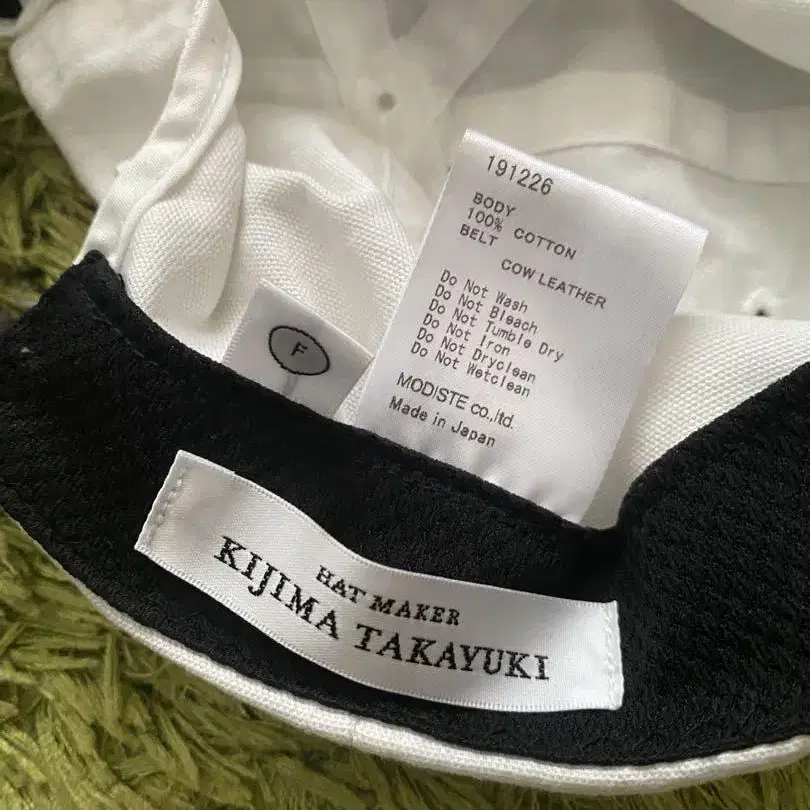 191226
BODY
100% COTTON
BELT
COW LEATHER
Do Not Wash
Do Not Bleach
Do Not Tumble Dry
Do Not Iron
Do Not Dryclean
Do Not Wetclean
MODISTE co.,ltd.
Made in Japan
F
HAT MAKER
KIJIMA TAKAYUKI